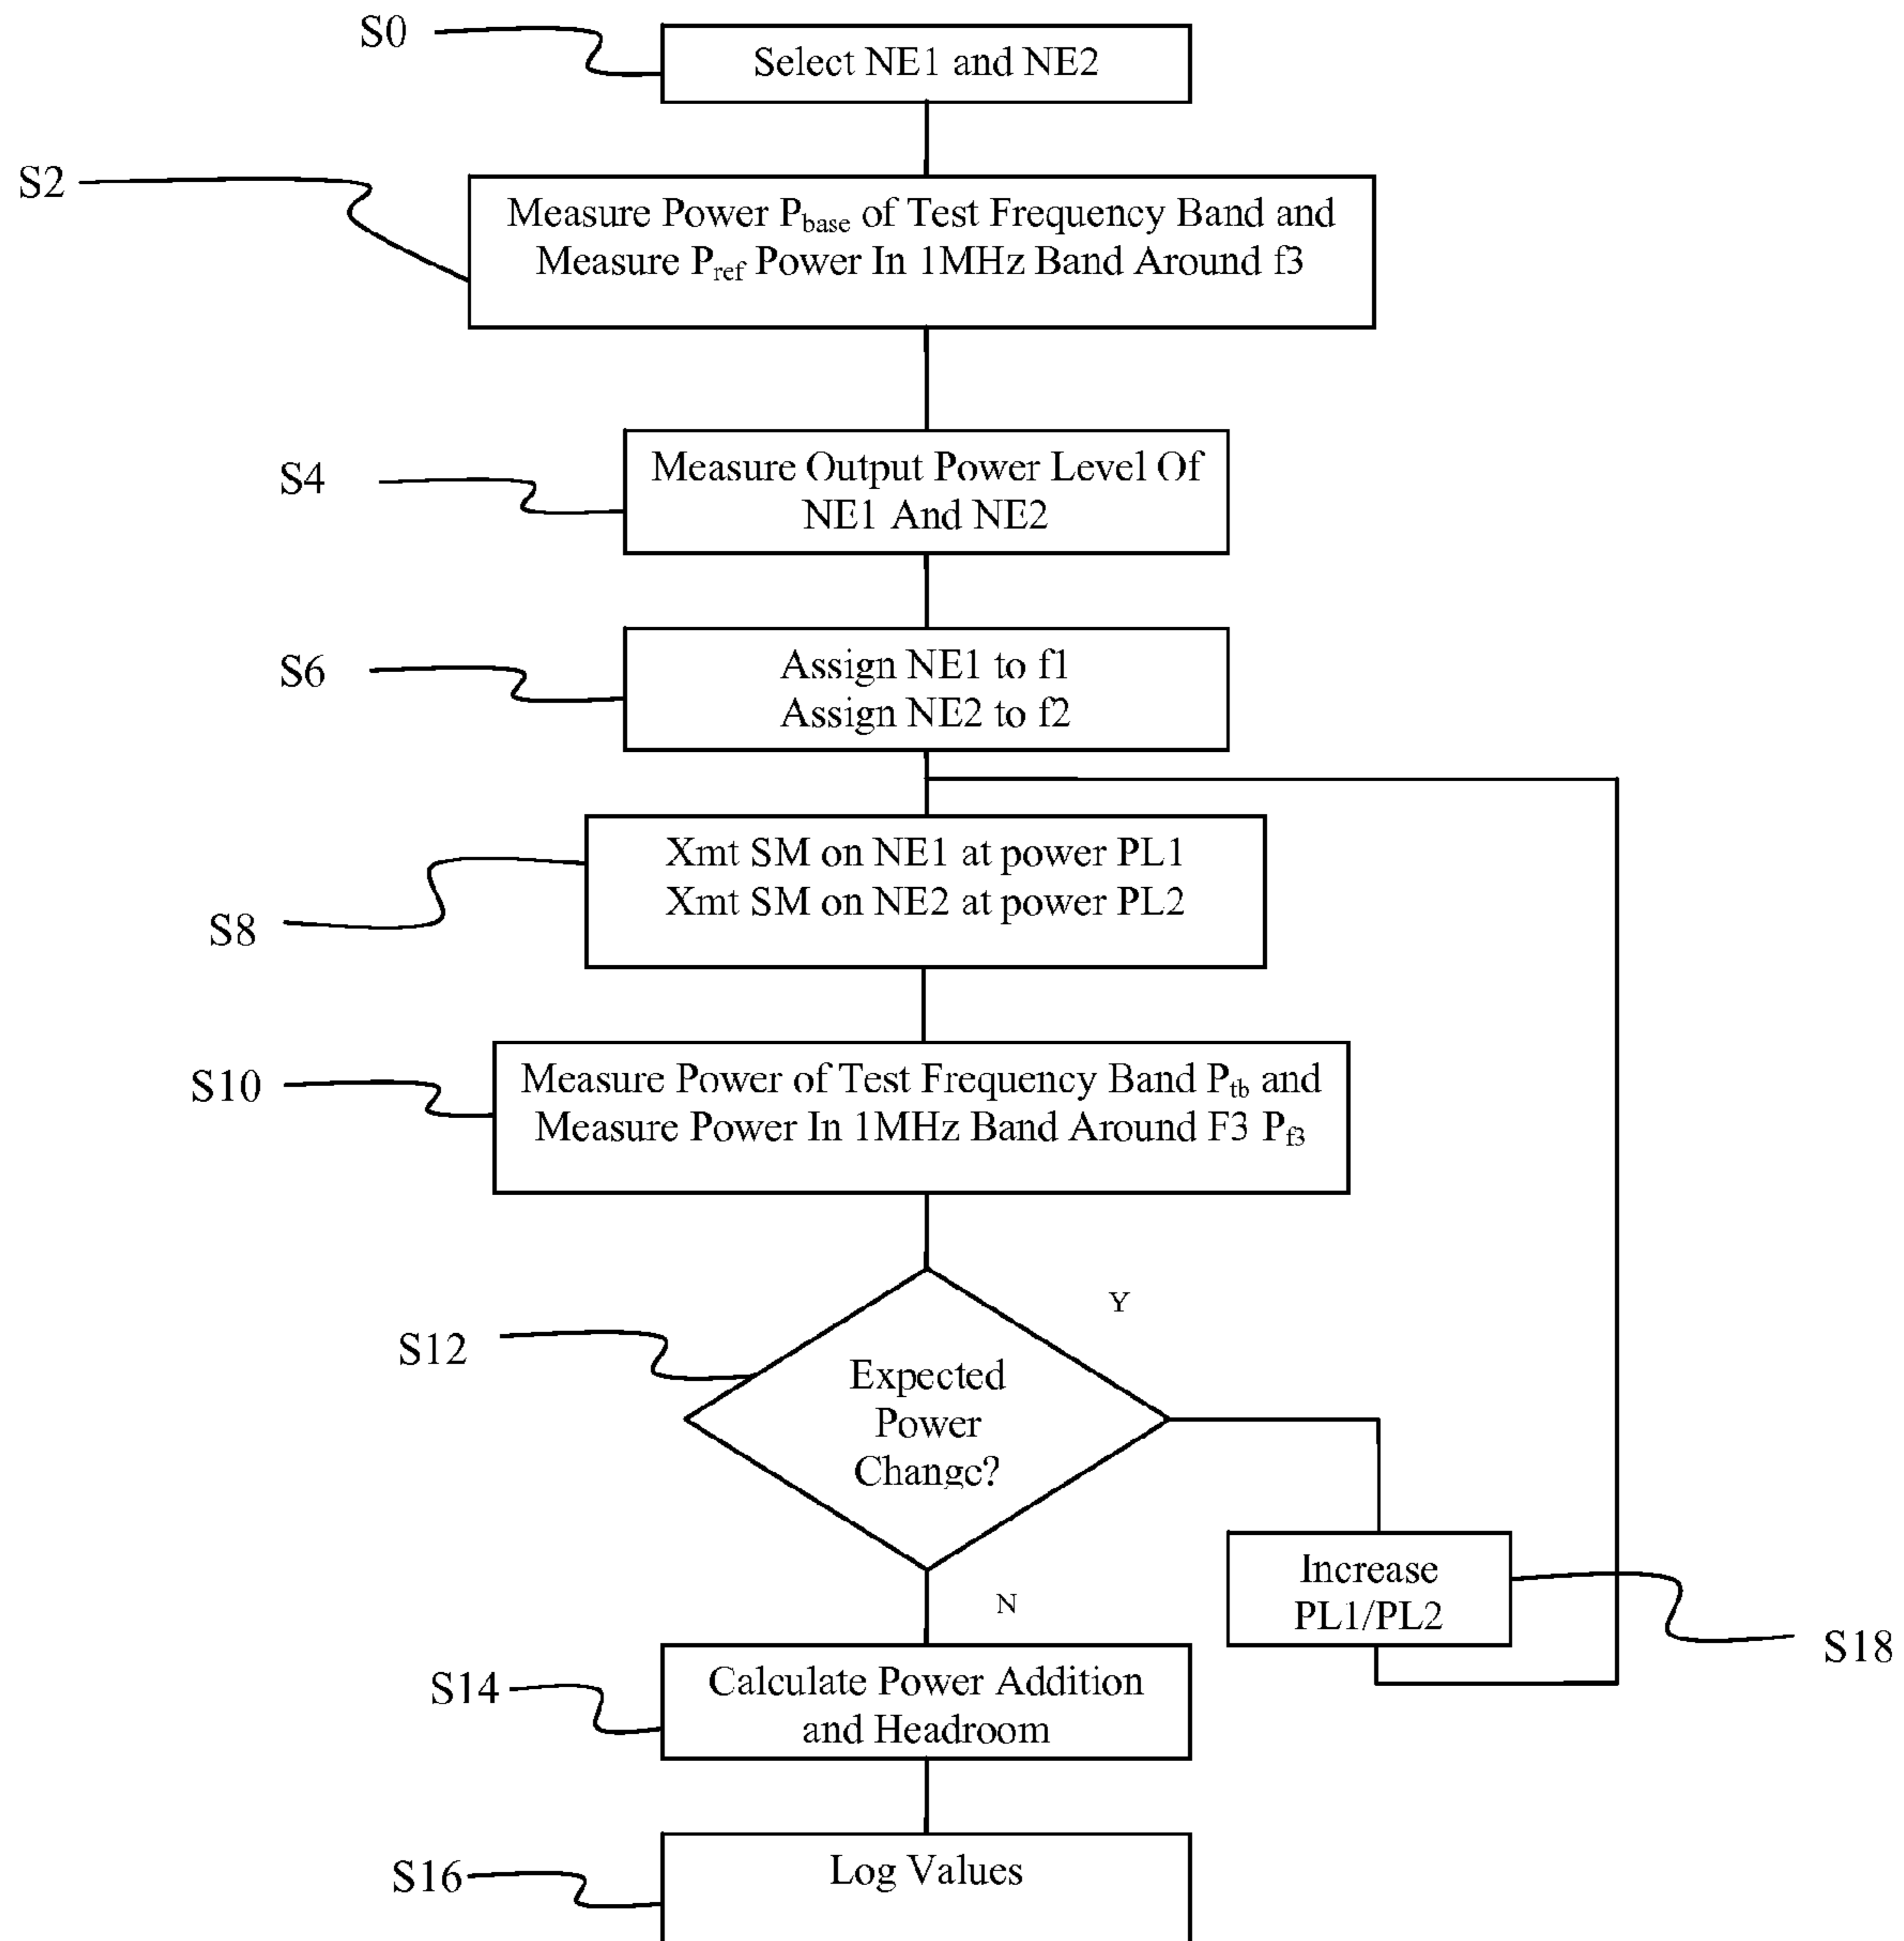 S0
Select NE1 and NE2
S2
Measure Power Pbase of Test Frequency Band and
Measure Pref Power In 1MHz Band Around f3
S4
Measure Output Power Level Of
NE1 And NE2
S6
Assign NE1 to f1
Assign NE2 to f2
Xmt SM on NE1 at power PL1
Xmt SM on NE2 at power PL2
S8
S10
Measure Power of Test Frequency Band Ptb and
Measure Power In 1MHz Band Around F3 Pf3
Y
S12
Expected
Power
Change?
N
Increase
PL1/PL2
S18
S14
Calculate Power Addition
and Headroom
S16
Log Values